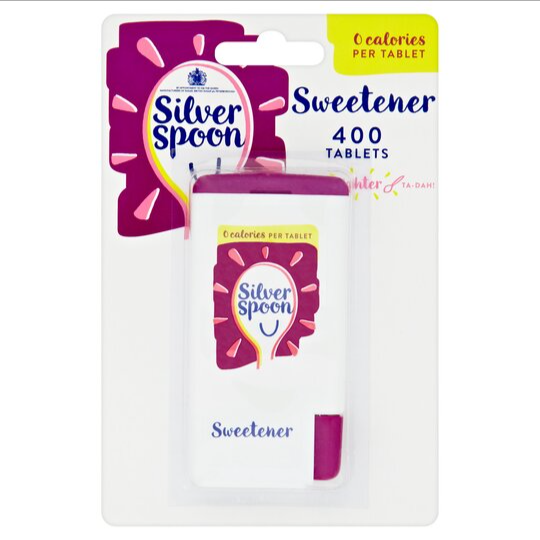 0 calories
PER TABLET
Silver
Spoon
Sweetener
400
TABLETS
TA-DAH!
0 calories PER TABLET
Silver
Spoon
Sweetener